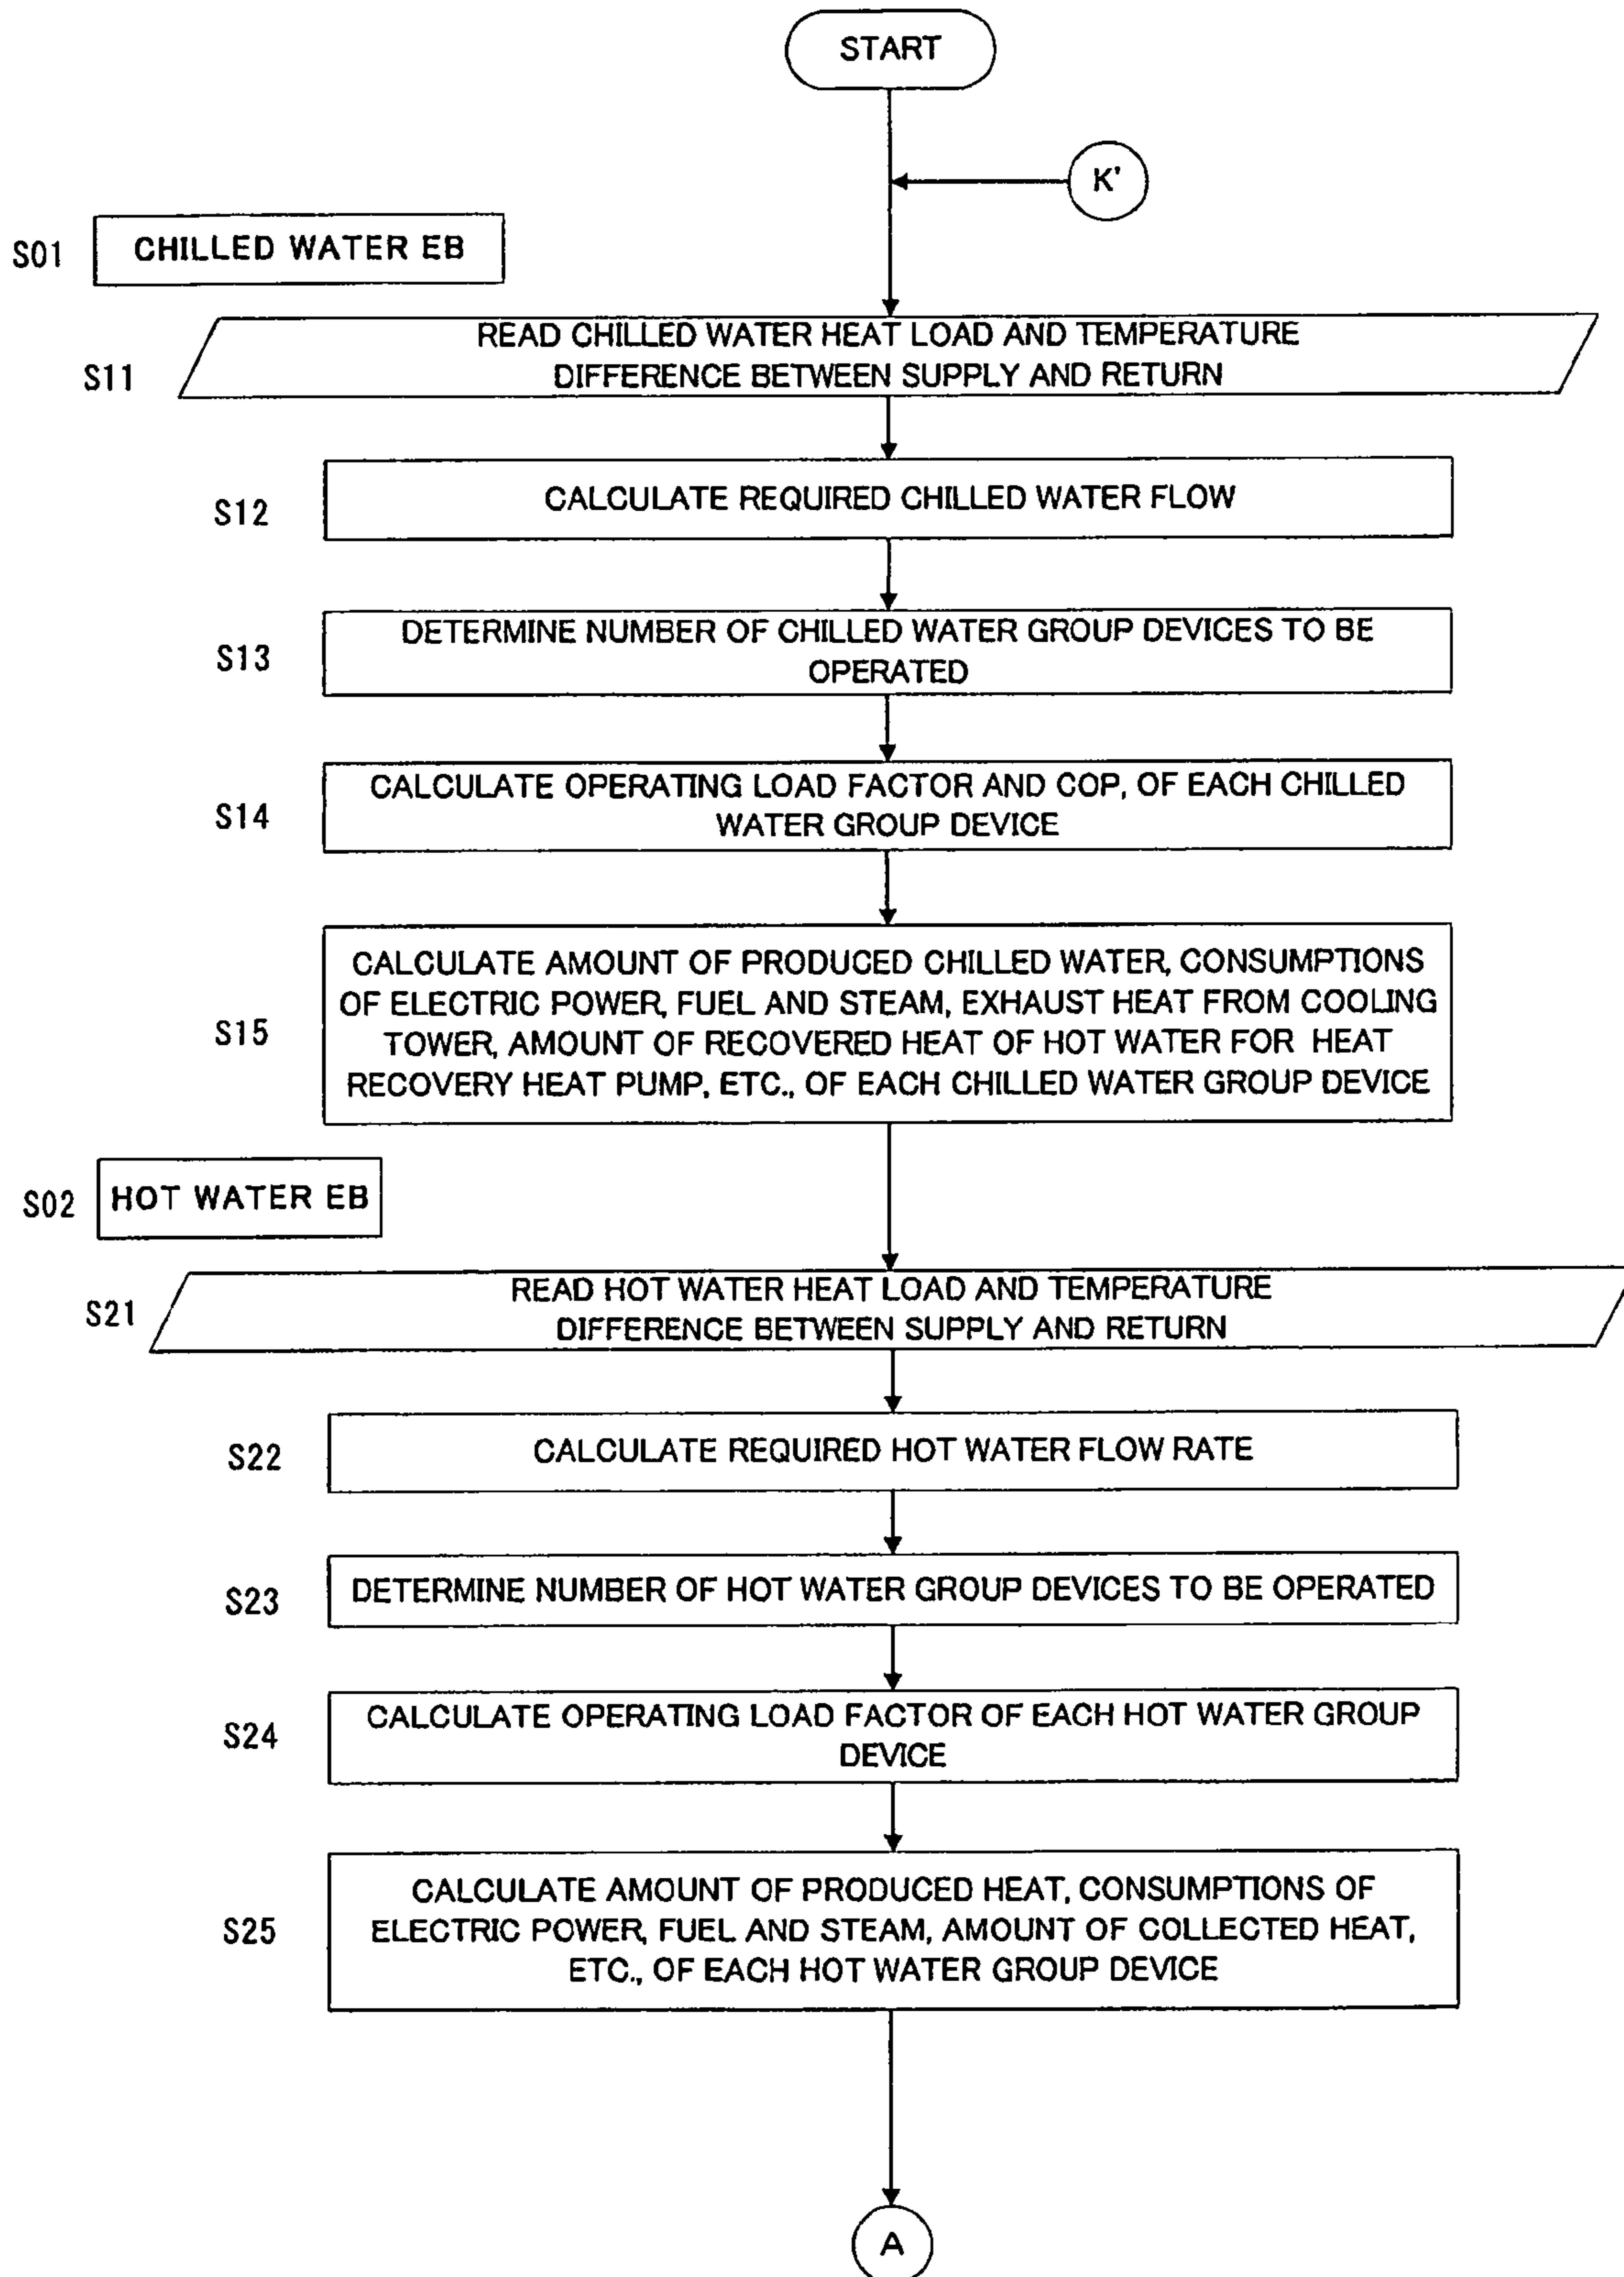 START
K'
S01
CHILLED WATER EB
READ CHILLED WATER HEAT LOAD AND TEMPERATURE
DIFFERENCE BETWEEN SUPPLY AND RETURN
S11
CALCULATE REQUIRED CHILLED WATER FLOW
S12
DETERMINE NUMBER OF CHILLED WATER GROUP DEVICES TO BE
OPERATED
S13
CALCULATE OPERATING LOAD FACTOR AND COP, OF EACH CHILLED
WATER GROUP DEVICE
S14
CALCULATE AMOUNT OF PRODUCED CHILLED WATER, CONSUMPTIONS
OF ELECTRIC POWER, FUEL AND STEAM, EXHAUST HEAT FROM COOLING
TOWER, AMOUNT OF RECOVERED HEAT OF HOT WATER FOR HEAT
RECOVERY HEAT PUMP, ETC., OF EACH CHILLED WATER GROUP DEVICE
S15
S02
HOT WATER EB
READ HOT WATER HEAT LOAD AND TEMPERATURE
DIFFERENCE BETWEEN SUPPLY AND RETURN
S21
CALCULATE REQUIRED HOT WATER FLOW RATE
S22
DETERMINE NUMBER OF HOT WATER GROUP DEVICES TO BE OPERATED
S23
CALCULATE OPERATING LOAD FACTOR OF EACH HOT WATER GROUP
DEVICE
S24
CALCULATE AMOUNT OF PRODUCED HEAT, CONSUMPTIONS OF
ELECTRIC POWER, FUEL AND STEAM, AMOUNT OF COLLECTED HEAT,
ETC., OF EACH HOT WATER GROUP DEVICE
S25
A